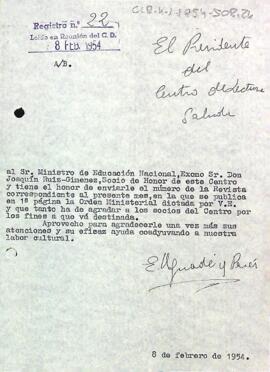 Registro n.º 22
Leído en Reunión del C. D.
8 FEB. 1954
A/B.
El Presidente
del
Centro de Lectura
Saluda
al Sr. Ministro de Educación Nacional, Excmo Sr. Don
Joaquín Ruiz-Gimenez, Socio de Honor de este Centro
y tiene el honor de enviarle el número de la Revista
correspondiente al presente mes, en la que se publica
en 1ª página la Orden Ministerial dictada por V.E.
y que tanto ha de agradar a los socios del Centro por
los fines a que vá destinada.
Aprovecho para agradecerle una vez más sus
atenciones y su eficaz ayuda coadyuvando a nuestra
labor cultural.
8 de febrero de 1954.